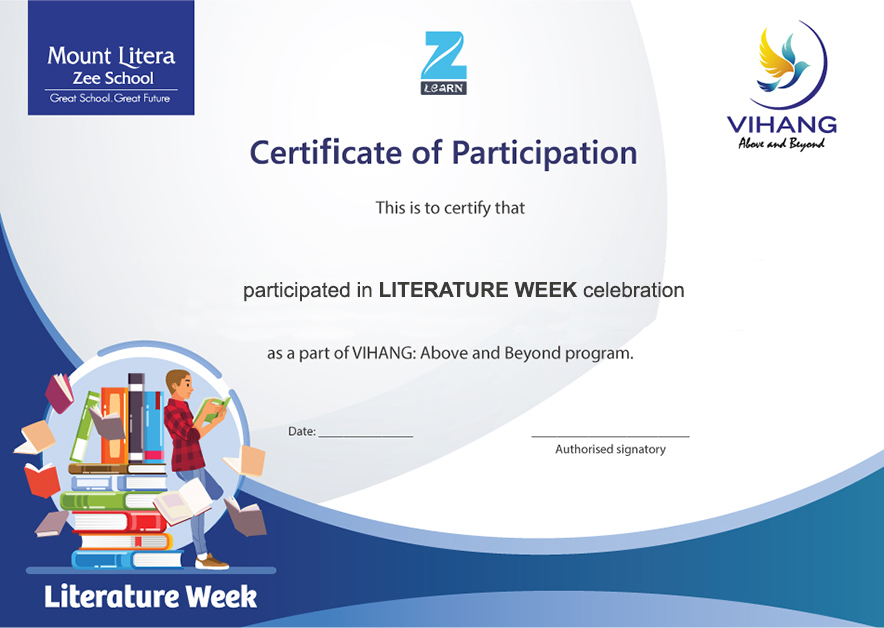 Mount Litera
Zee School
Great School. Great Future
Z
LEARN
VIHANG
Above and Beyond
Certificate of Participation
This is to certify that
participated in LITERATURE WEEK celebration
as a part of VIHANG: Above and Beyond program.
Date: ________________
Authorised signatory
Literature Week